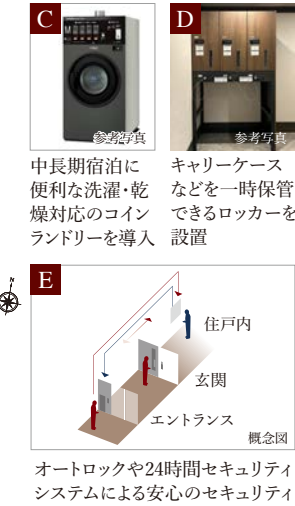 C
参考写真
中長期宿泊に
便利な洗濯・乾
燥対応のコイン
ランドリーを導入
D
参考写真
キャリーケース
などを一時保管
できるロッカーを
設置
N
E
住戸内
玄関
エントランス
概念図
オートロックや24時間セキュリティ
システムによる安心のセキュリティ